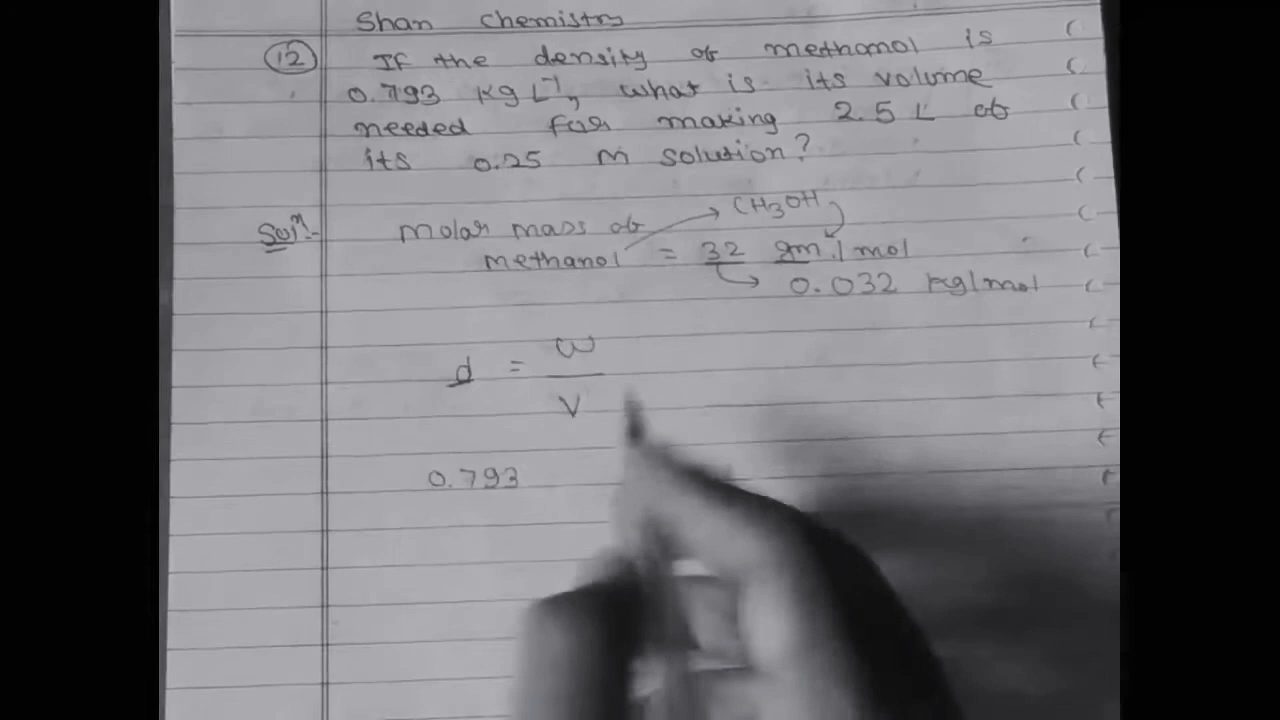 Shan Chemistry
12 If the density of methanol is
0.793 kg L⁻¹, what is its volume
needed for making 2.5 L of
its 0.25 M solution?
Solⁿ:- Molar mass of → CH3OH
methanol = 32 gm./mol
→ 0.032 kg/mol
d = w
V
0.793